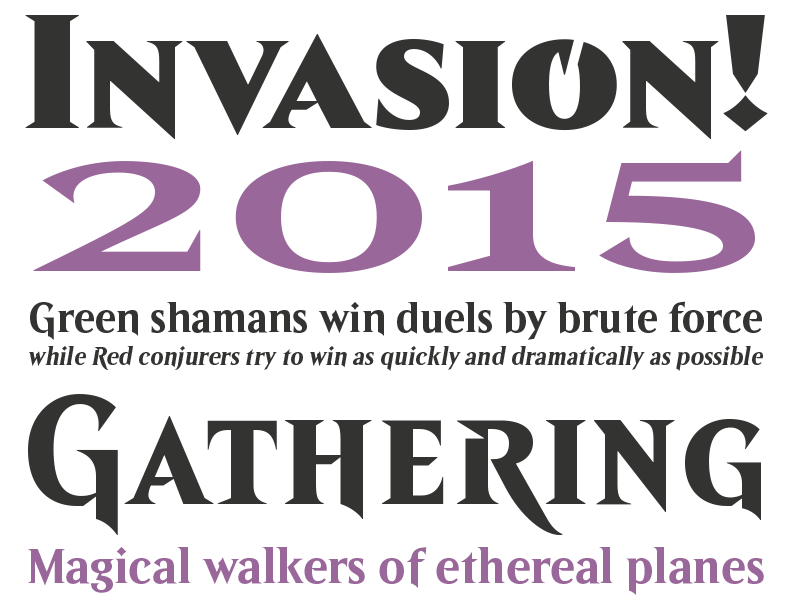 Invasion!
2015
Green shamans win duels by brute force
while Red conjurers try to win as quickly and dramatically as possible
Gathering
Magical walkers of ethereal planes